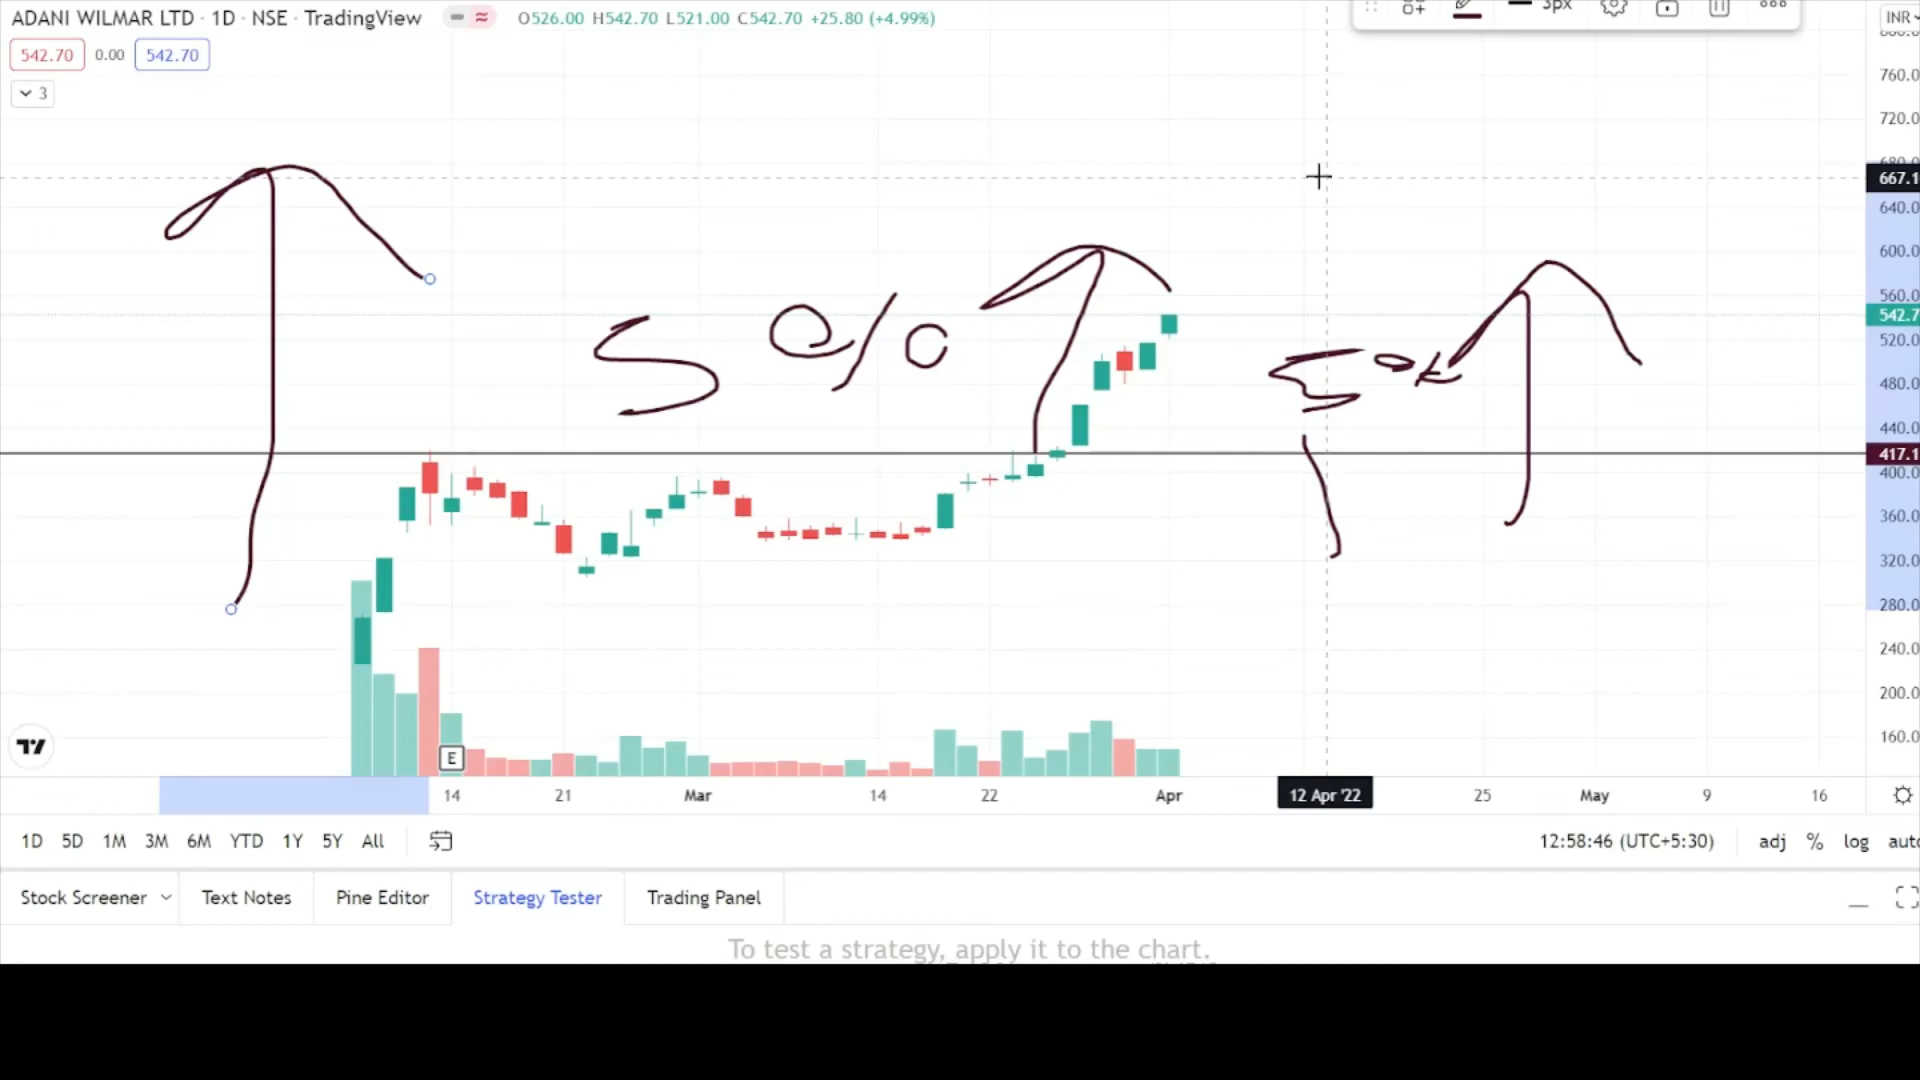 ADANI WILMAR LTD · 1D · NSE · TradingView O526.00 H542.70 L521.00 C542.70 +25.80 (+4.99%)
3px
INR
542.70 0.00 542.70
3
760.0
720.0
680.0
667.1
640.0
600.0
560.0
542.7
520.0
480.0
440.0
417.1
400.0
360.0
320.0
280.0
240.0
200.0
160.0
5%
E
14 21 Mar 14 22 Apr 12 Apr '22 25 May 9 16
1D 5D 1M 3M 6M YTD 1Y 5Y All 12:58:46 (UTC+5:30) adj % log auto
Stock Screener Text Notes Pine Editor Strategy Tester Trading Panel
To test a strategy, apply it to the chart.